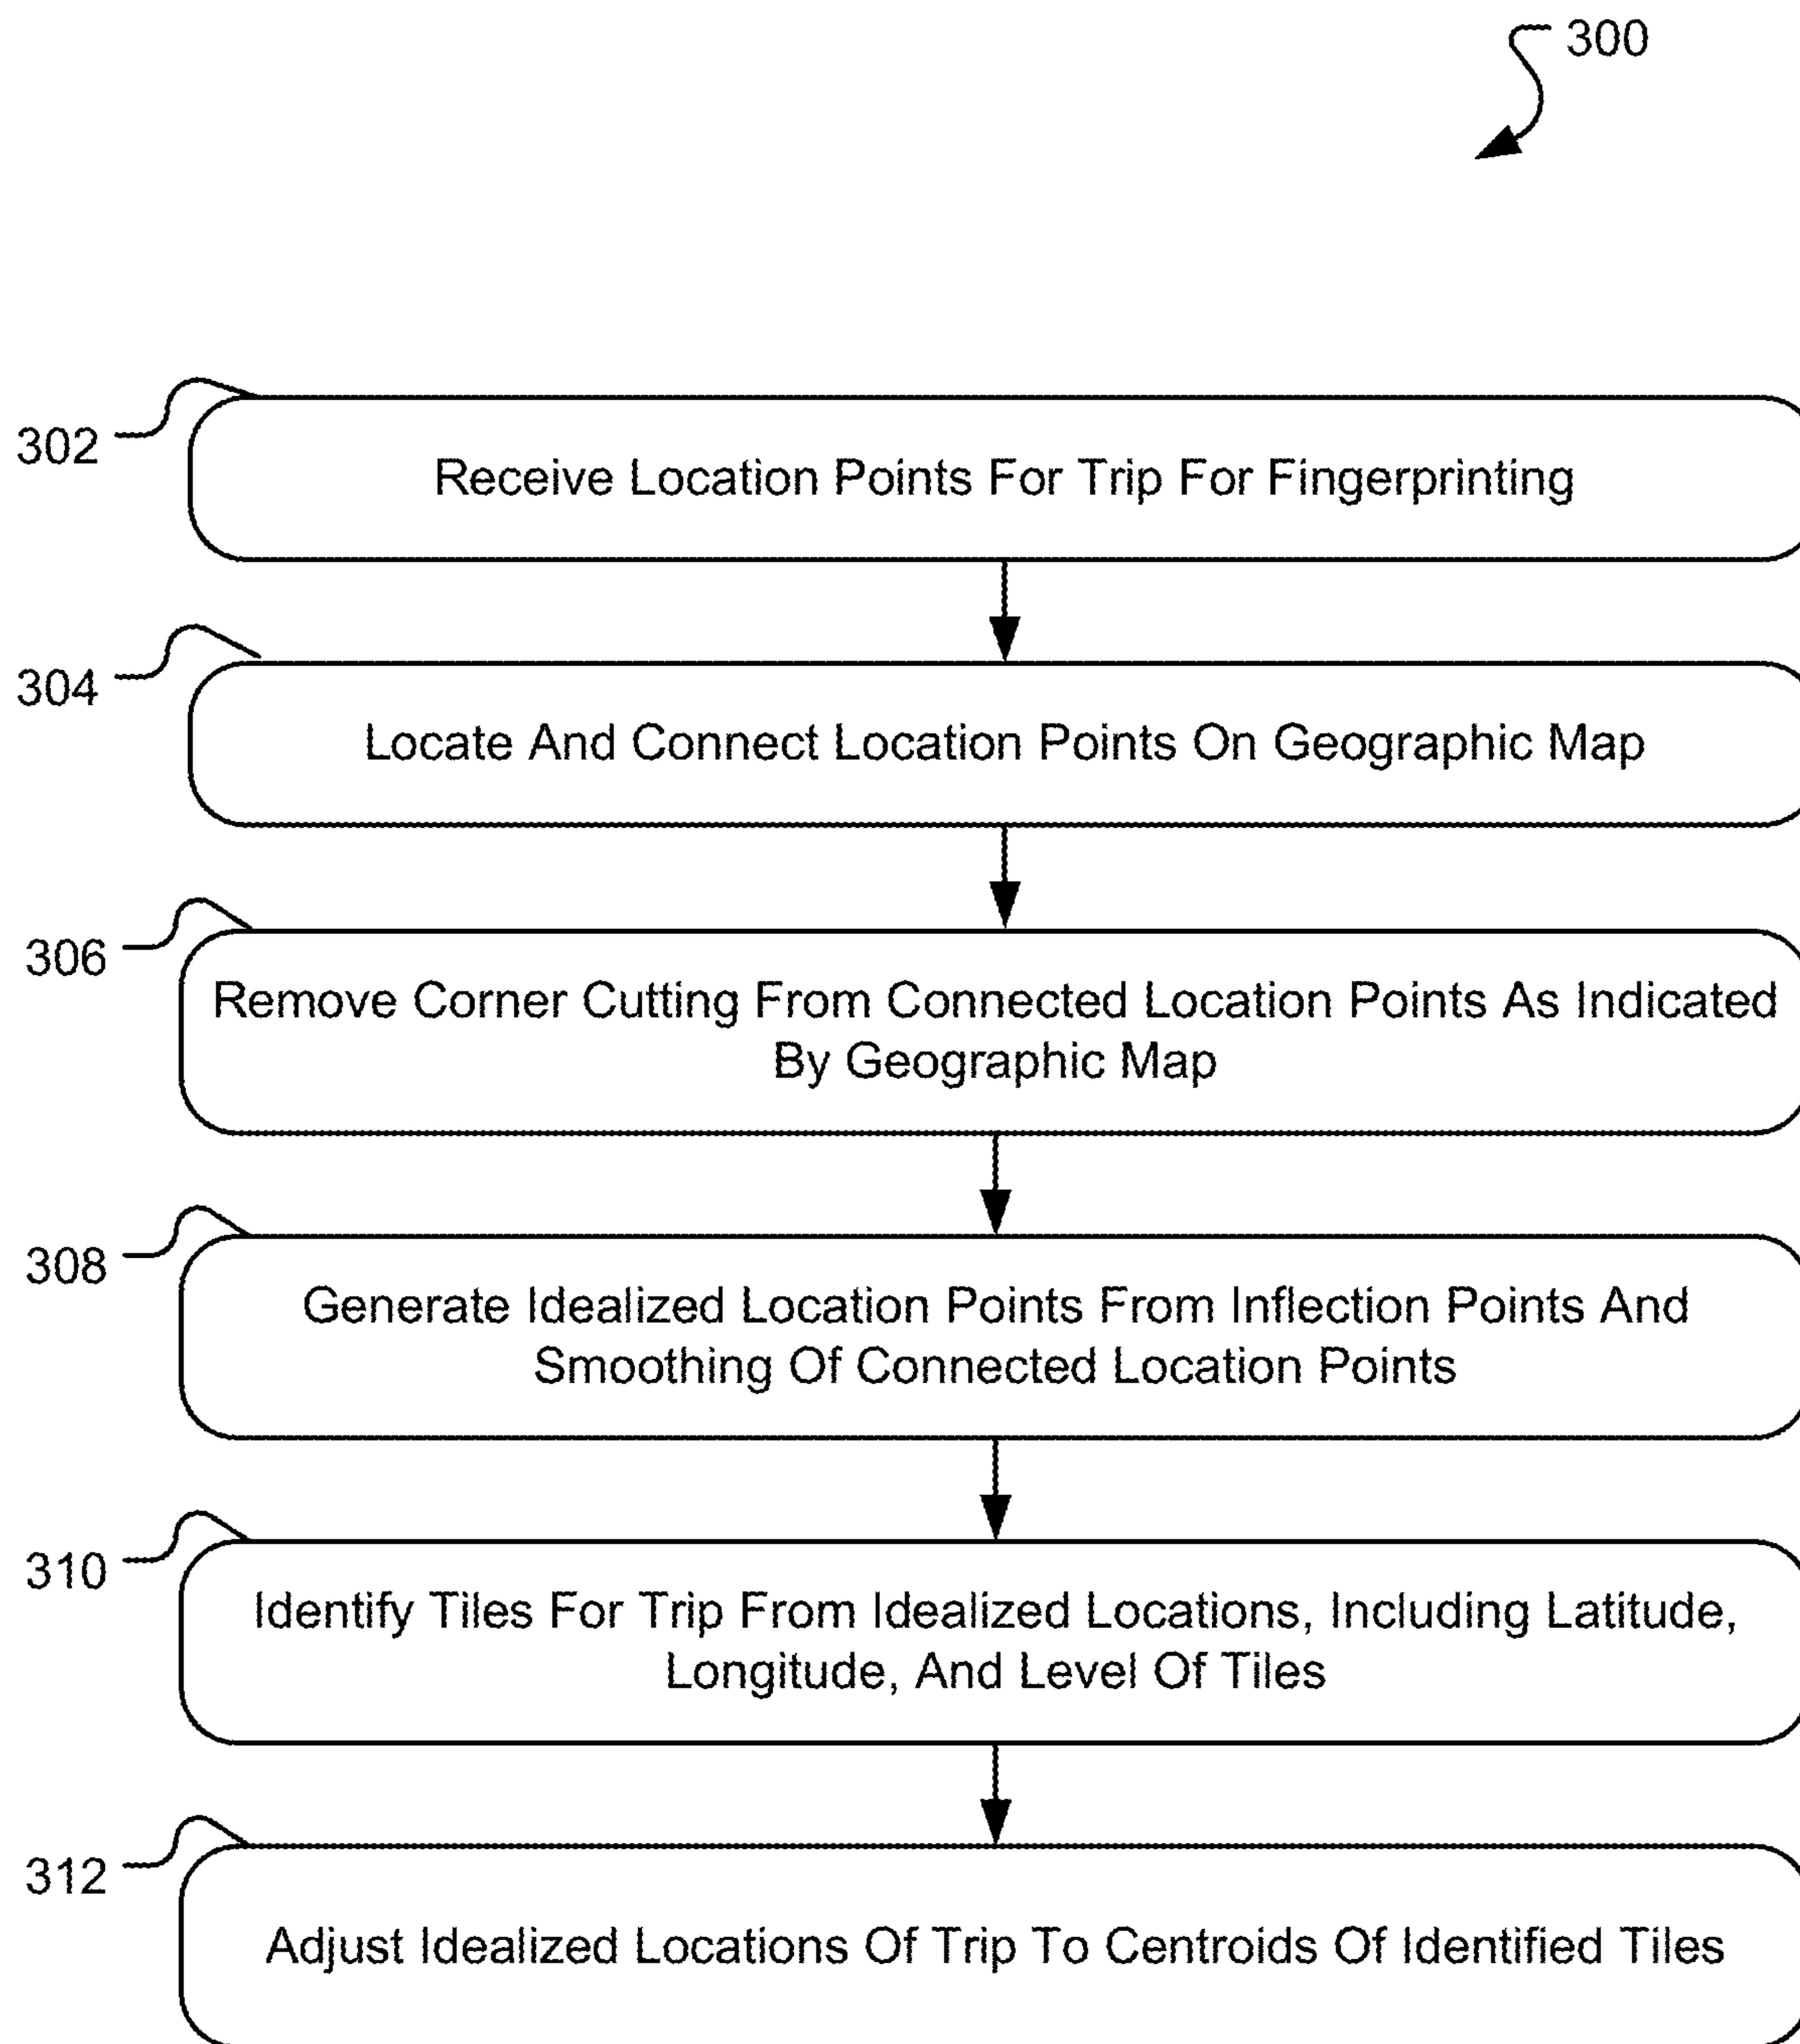 300
302
Receive Location Points For Trip For Fingerprinting
304
Locate And Connect Location Points On Geographic Map
306
Remove Corner Cutting From Connected Location Points As Indicated
By Geographic Map
308
Generate Idealized Location Points From Inflection Points And
Smoothing Of Connected Location Points
310
Identify Tiles For Trip From Idealized Locations, Including Latitude,
Longitude, And Level Of Tiles
312
Adjust Idealized Locations Of Trip To Centroids Of Identified Tiles